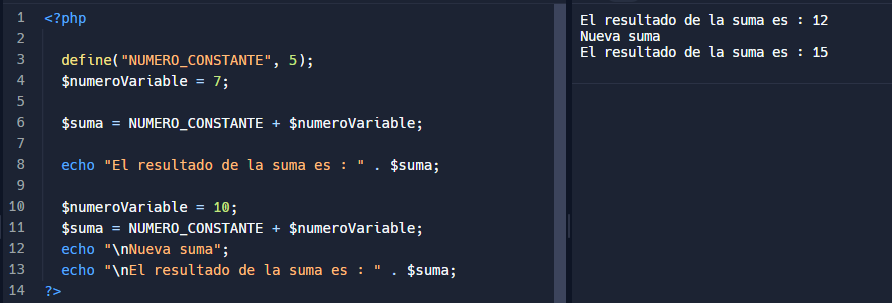 1 <?php
2
3   define("NUMERO_CONSTANTE", 5);
4   $numeroVariable = 7;
5
6   $suma = NUMERO_CONSTANTE + $numeroVariable;
7
8   echo "El resultado de la suma es : " . $suma;
9
10   $numeroVariable = 10;
11   $suma = NUMERO_CONSTANTE + $numeroVariable;
12   echo "\nNueva suma";
13   echo "\nEl resultado de la suma es : " . $suma;
14 ?>
El resultado de la suma es : 12
Nueva suma
El resultado de la suma es : 15